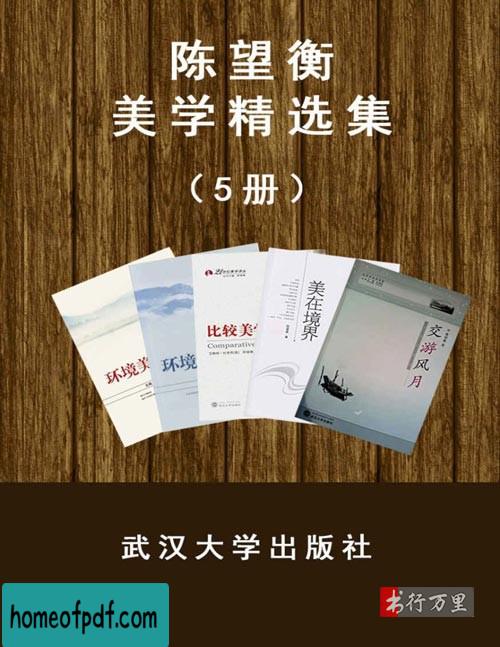 陈望衡
美学精选集
（5册）
环境美
环境
比较美学
Comparative
美在境界
交游风月
武汉大学出版社
书行万里
homeofpdf.com